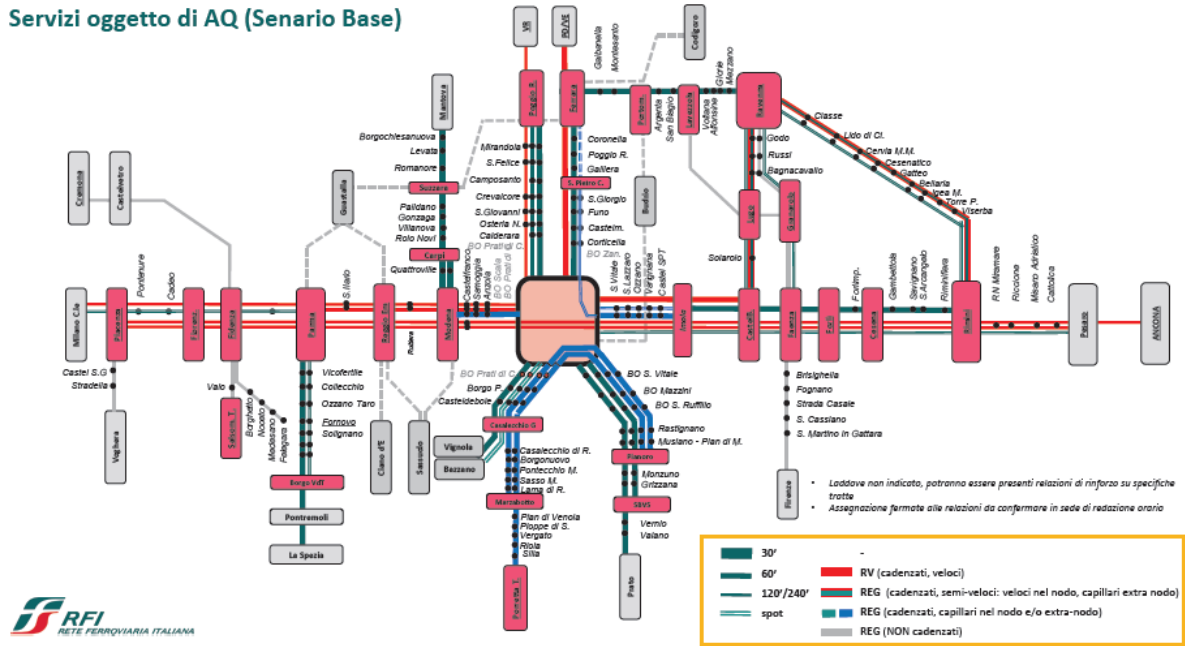 Servizi oggetto di AQ (Senario Base)
VR
PD/VE
Codigoro
Galbanella
Montesanto
Poggio R.
Ferrara
Portom.
Argenta
San Biagio
Lavezzola
Voltana
Alfonsine
Glorie
Mezzano
Ravenna
Mantova
Borgochiesanuova
Levata
Romanore
Suzzara
Palidano
Gonzaga
Villanova
Rolo Novi
Carpi
Quattroville
Mirandola
S.Felice
Camposanto
Crevalcore
S.Giovanni
Osteria N.
Calderara
BO Prati di C.
Coronella
Poggio R.
Galliera
S. Pietro C.
S.Giorgio
Funo
Castelm.
Corticella
BO Zan.
Budrio
Godo
Russi
Bagnacavallo
Lugo
Granarolo
Solarolo
Classe
Lido di Cl.
Cervia M.M.
Cesenatico
Gatteo
Bellaria
Igea M.
Torre P.
Viserba
Cremona
Castelvetro
Guastalla
Milano C.le
Piacenza
Pontenure
Cadeo
Fiorenz.
Fidenza
Parma
S. Ilario
Reggio Em
Rubiera
Modena
Castelfranco
Samoggia
Anzola
BO Scala
BO Prati di
S.Vitale
S.Lazzaro
Ozzano
Varignana
Castel SPT
Imola
CastelB.
Faenza
Forlì
Forlimp.
Cesena
Gambettola
Savignano
S.Arcangelo
Riminifiera
Rimini
R.N Miramare
Riccione
Misano Adriatico
Cattolica
Pesaro
ANCONA
Castel S.G
Stradella
Voghera
Vaio
Salsom. T.
Borghetto
Noceto
Medesano
Felegara
Vicofertile
Collecchio
Ozzano Taro
Fornovo
Solignano
Borgo VdT
Pontremoli
La Spezia
Ciano d'E
Sassuolo
BO Prati di C.
Borgo P.
Casteldebole
Casalecchio G
Vignola
Bazzano
Casalecchio di R.
Borgonuovo
Pontecchio M.
Sasso M.
Lama di R.
Marzabotto
Pian di Venola
Pioppe di S.
Vergato
Riola
Silla
Porretta T.
BO S. Vitale
BO Mazzini
BO S. Ruffillo
Rastignano
Musiano - Pian di M.
Pianoro
Monzuno
Grizzana
SBVS
Vernio
Vaiano
Prato
Brisighella
Fognano
Strada Casale
S. Cassiano
S. Martino in Gattara
Firenze
• Laddove non indicato, potranno essere presenti relazioni di rinforzo su specifiche
tratte
• Assegnazione fermate alle relazioni da confermare in sede di redazione orario
30' -
60' RV (cadenzati, veloci)
120'/240' REG (cadenzati, semi-veloci: veloci nel nodo, capillari extra nodo)
spot REG (cadenzati, capillari nel nodo e/o extra-nodo)
REG (NON cadenzati)
RFI
RETE FERROVIARIA ITALIANA